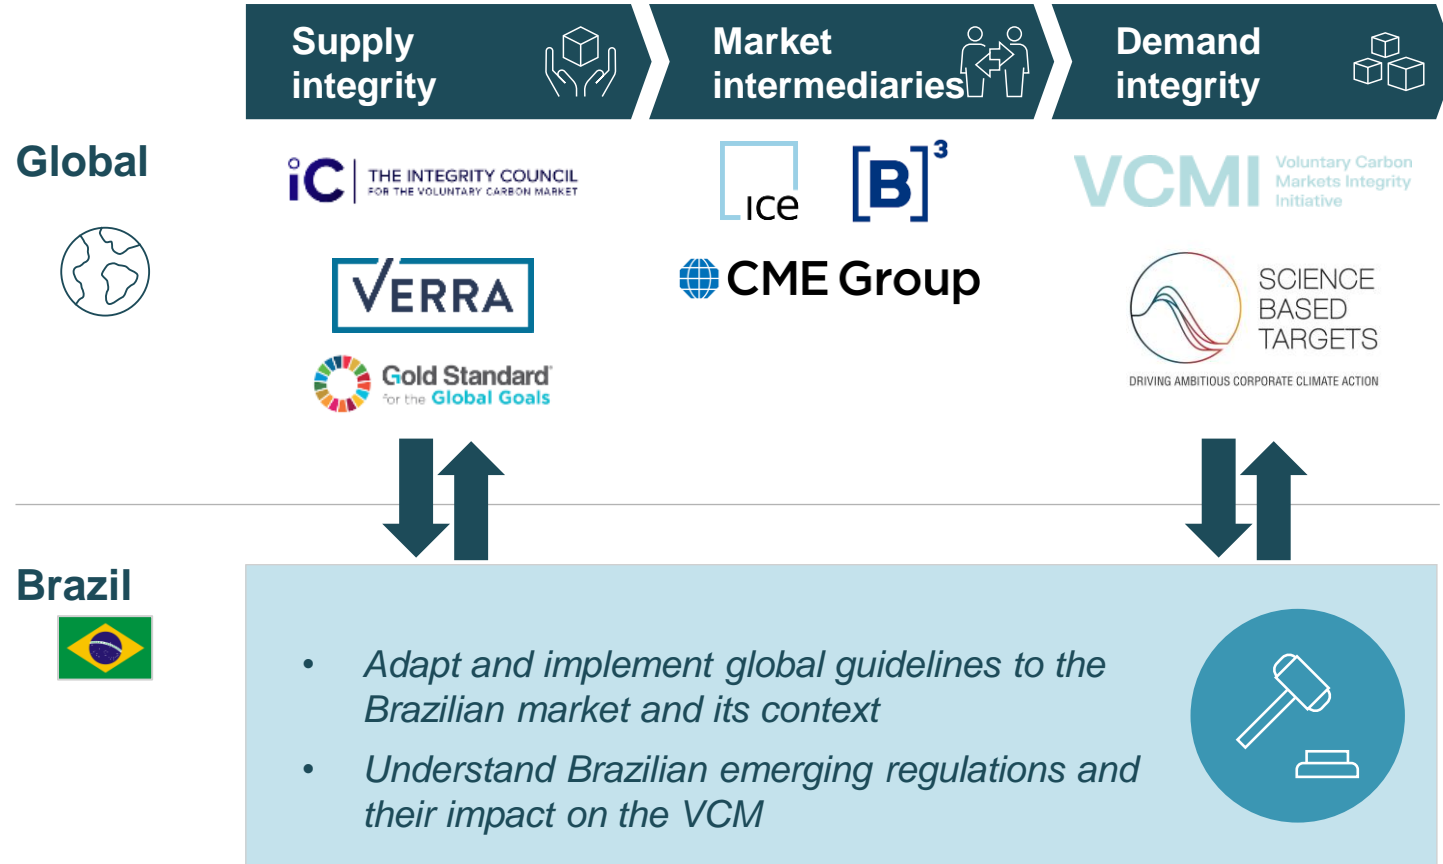 Supply
integrity
Market
intermediaries
Demand
integrity
Global
iC THE INTEGRITY COUNCIL
FOR THE VOLUNTARY CARBON MARKET
VERRA
Gold Standard
for the Global Goals
ice
[B]³
CME Group
VCMI Voluntary Carbon
Markets Integrity
Initiative
SCIENCE
BASED
TARGETS
DRIVING AMBITIOUS CORPORATE CLIMATE ACTION
Brazil
• Adapt and implement global guidelines to the
Brazilian market and its context
• Understand Brazilian emerging regulations and
their impact on the VCM